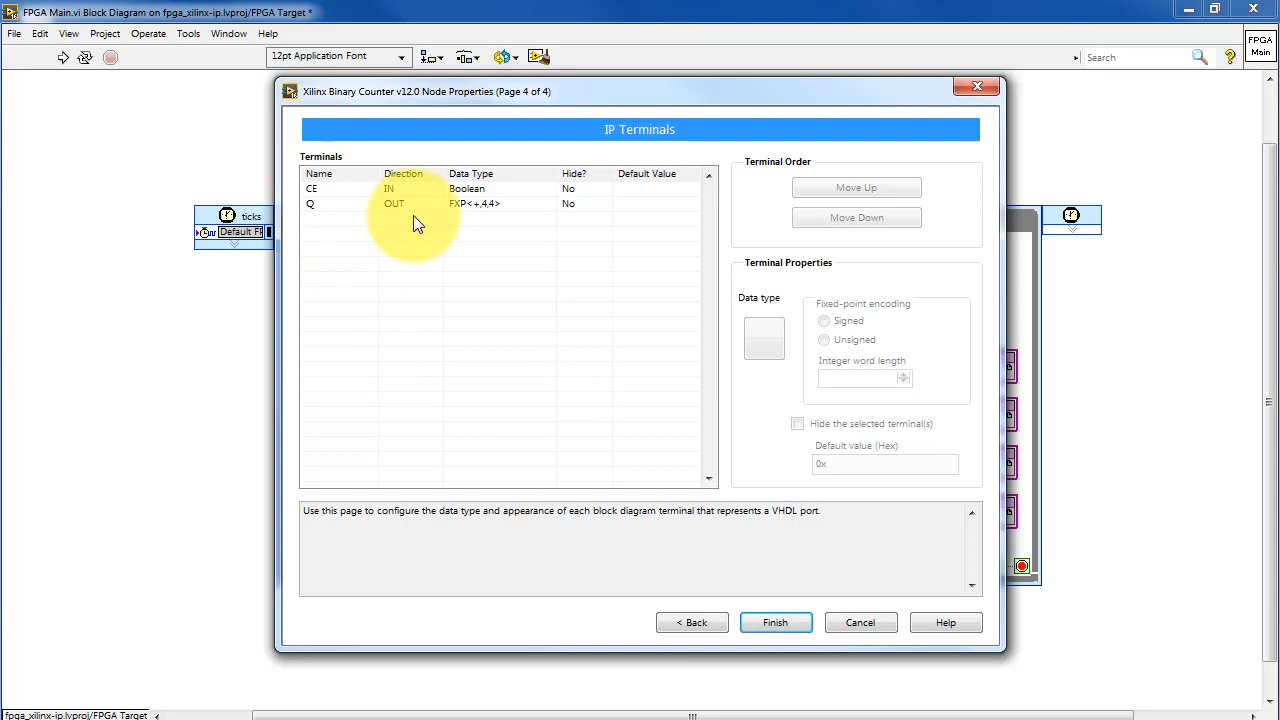 FPGA Main.vi Block Diagram on fpga_xilinx-ip.lvproj/FPGA Target *
File Edit View Project Operate Tools Window Help
12pt Application Font
Search
FPGA
Main
Xilinx Binary Counter v12.0 Node Properties (Page 4 of 4)
IP Terminals
Terminals
Name Direction Data Type Hide? Default Value
CE IN Boolean No
Q OUT FXP<+,4,4> No
Terminal Order
Move Up
Move Down
Terminal Properties
Data type
Fixed-point encoding
Signed
Unsigned
Integer word length
Hide the selected terminal(s)
Default value (Hex)
0x
ticks
Default
Use this page to configure the data type and appearance of each block diagram terminal that represents a VHDL port.
< Back Finish Cancel Help
fpga_xilinx-ip.lvproj/FPGA Target